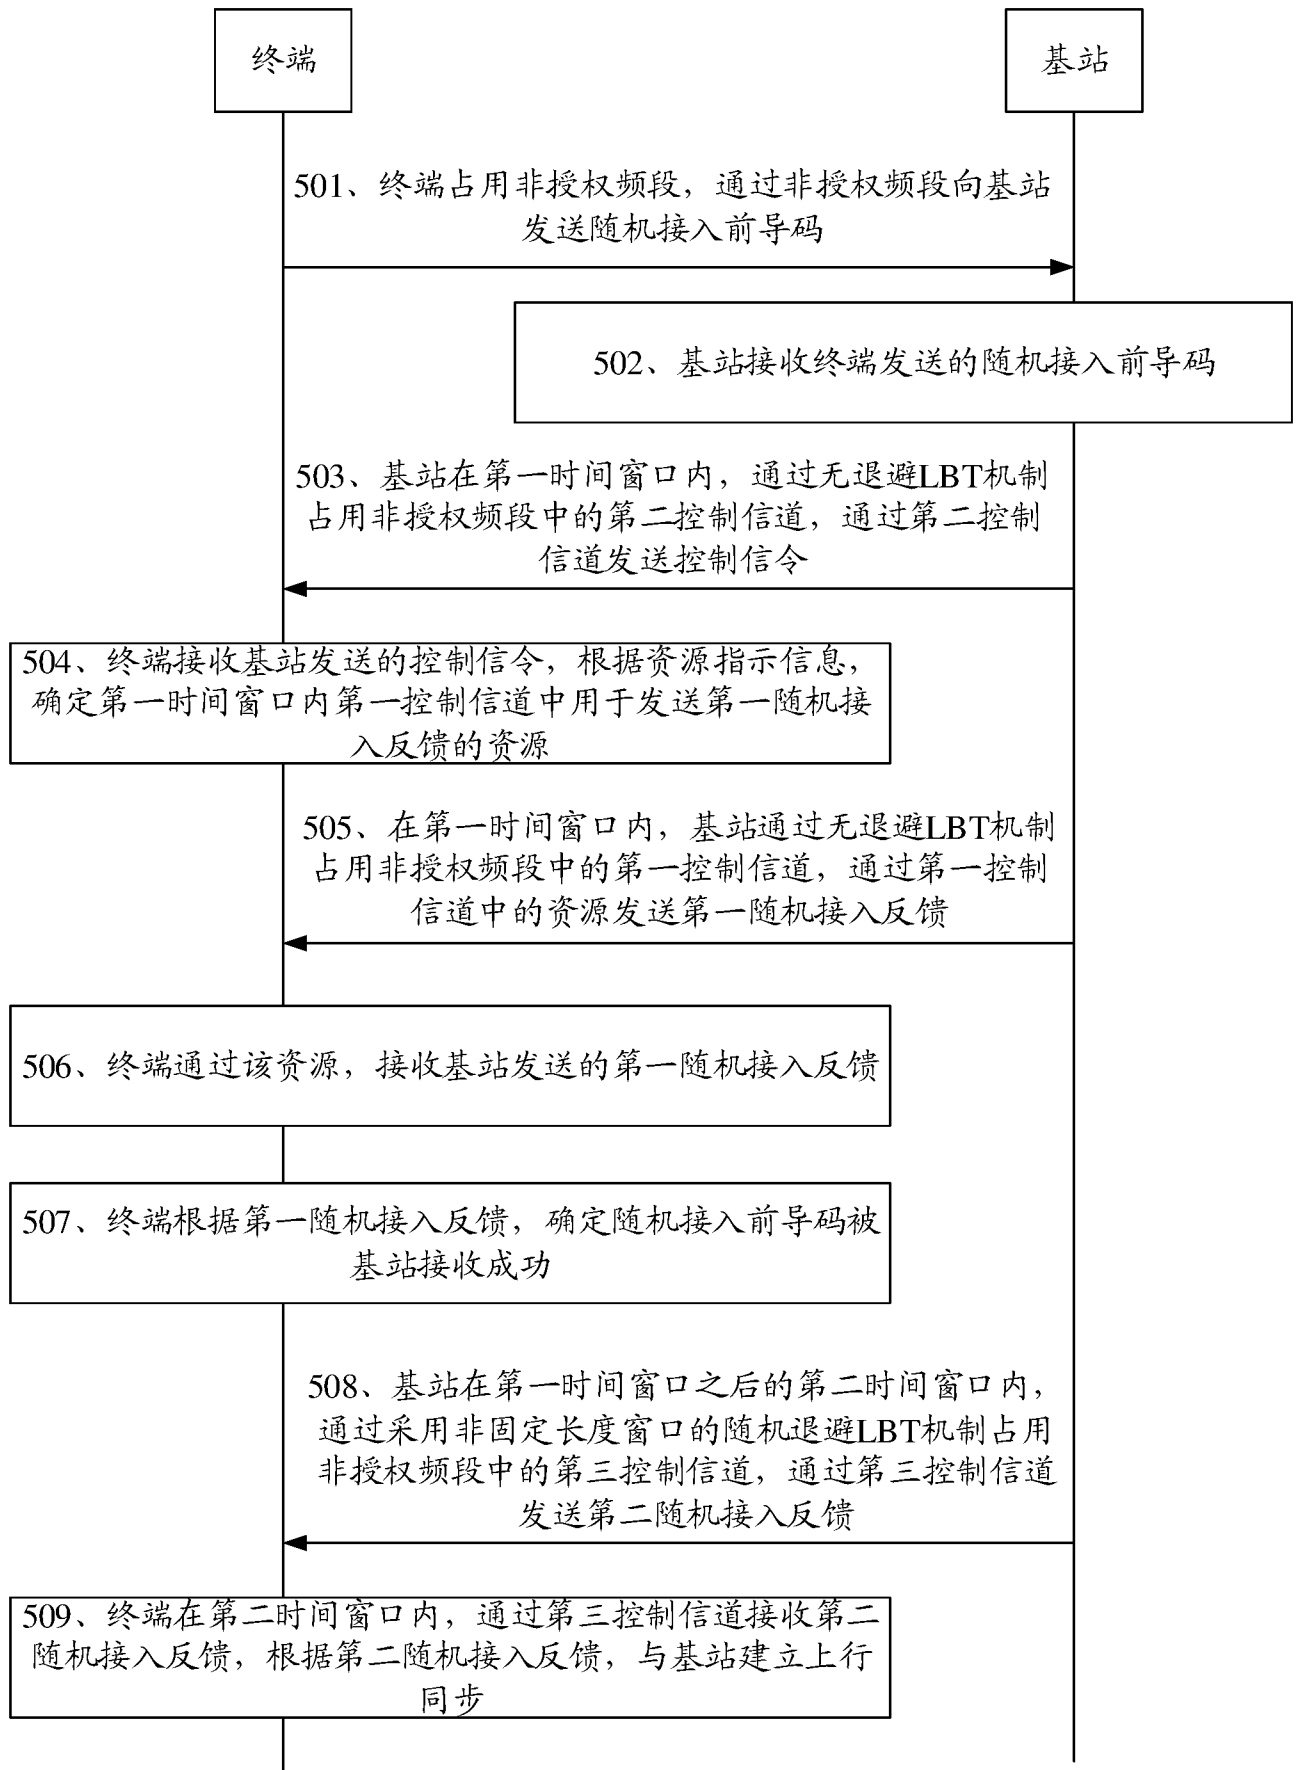 终端
基站
501、终端占用非授权频段，通过非授权频段向基站
发送随机接入前导码
502、基站接收终端发送的随机接入前导码
503、基站在第一时间窗口内，通过无退避LBT机制
占用非授权频段中的第二控制信道，通过第二控制
信道发送控制信令
504、终端接收基站发送的控制信令，根据资源指示信息，
确定第一时间窗口内第一控制信道中用于发送第一随机接
入反馈的资源
505、在第一时间窗口内，基站通过无退避LBT机制
占用非授权频段中的第一控制信道，通过第一控制
信道中的资源发送第一随机接入反馈
506、终端通过该资源，接收基站发送的第一随机接入反馈
507、终端根据第一随机接入反馈，确定随机接入前导码被
基站接收成功
508、基站在第一时间窗口之后的第二时间窗口内，
通过采用非固定长度窗口的随机退避LBT机制占用
非授权频段中的第三控制信道，通过第三控制信道
发送第二随机接入反馈
509、终端在第二时间窗口内，通过第三控制信道接收第二
随机接入反馈，根据第二随机接入反馈，与基站建立上行
同步